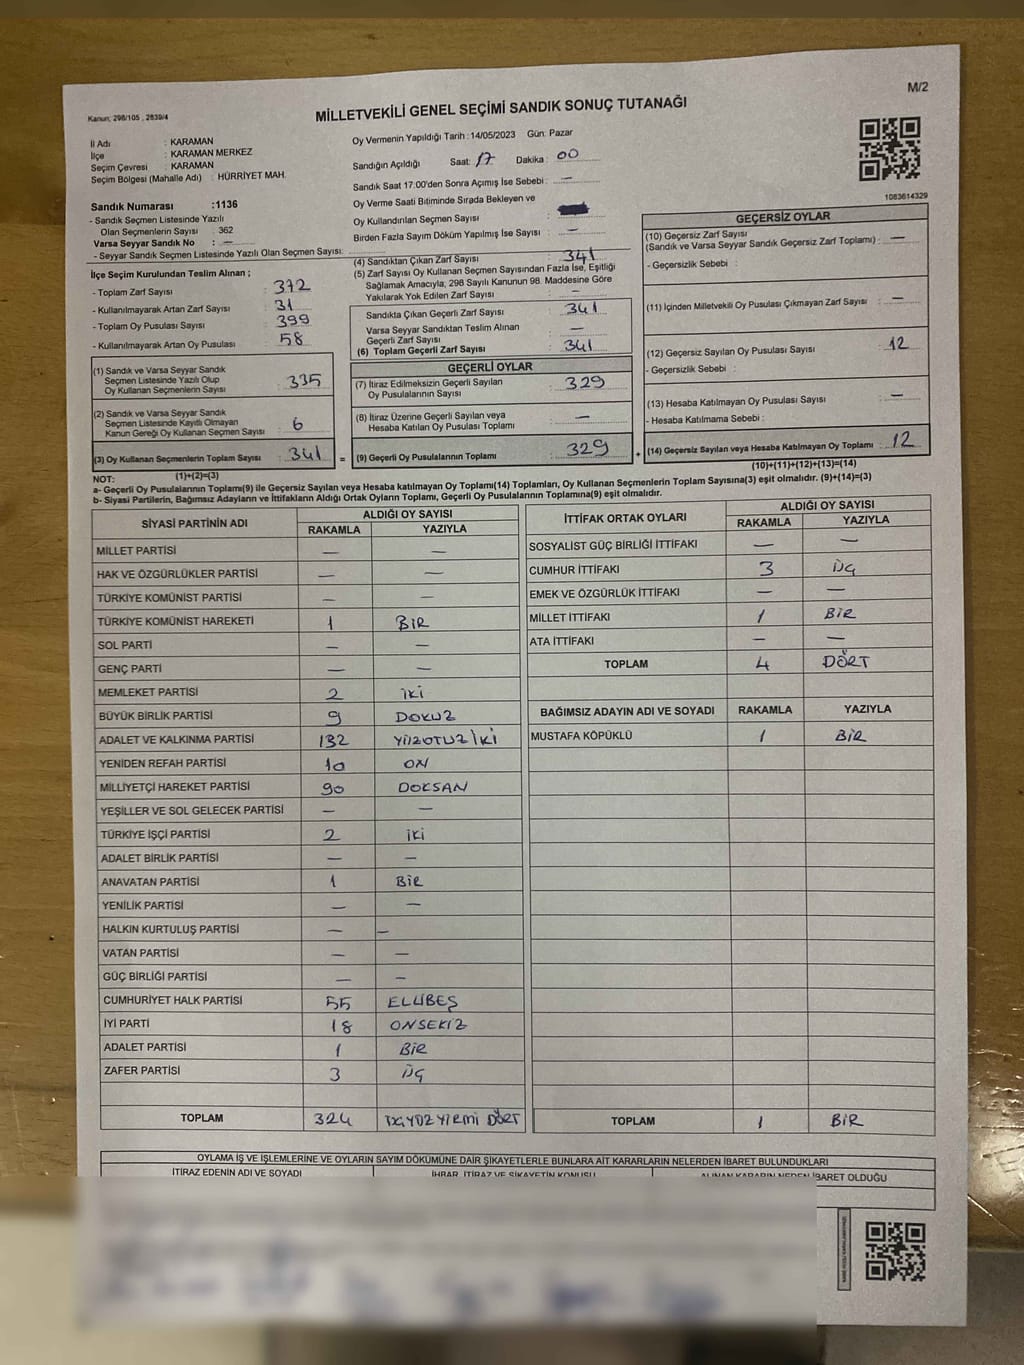 M/2
Kanun; 298/105 , 2839/4
MİLLETVEKİLİ GENEL SEÇİMİ SANDIK SONUÇ TUTANAĞI
İl Adı : KARAMAN
İlçe : KARAMAN MERKEZ
Seçim Çevresi : KARAMAN
Seçim Bölgesi (Mahalle Adı) : HÜRRİYET MAH.
Sandık Numarası :1136
- Sandık Seçmen Listesinde Yazılı
Olan Seçmenlerin Sayısı : 362
Varsa Seyyar Sandık No : —
- Seyyar Sandık Seçmen Listesinde Yazılı Olan Seçmen Sayısı:
Oy Vermenin Yapıldığı Tarih : 14/05/2023 Gün: Pazar
Sandığın Açıldığı Saat: 17 Dakika : 00
Sandık Saat 17:00'den Sonra Açımış İse Sebebi : —
Oy Verme Saati Bitiminde Sırada Bekleyen ve
Oy Kullandırılan Seçmen Sayısı :
Birden Fazla Sayım Döküm Yapılmış İse Sayısı : —
1083614329
İlçe Seçim Kurulundan Teslim Alınan ;
- Toplam Zarf Sayısı : 372
- Kullanılmayarak Artan Zarf Sayısı : 31
- Toplam Oy Pusulası Sayısı : 399
- Kullanılmayarak Artan Oy Pusulası : 58
(1) Sandık ve Varsa Seyyar Sandık
Seçmen Listesinde Yazılı Olup
Oy Kullanan Seçmenlerin Sayısı : 335
(2) Sandık ve Varsa Seyyar Sandık
Seçmen Listesinde Kayıtlı Olmayan
Kanun Gereği Oy Kullanan Seçmen Sayısı : 6
(3) Oy Kullanan Seçmenlerin Toplam Sayısı : 341 =
(4) Sandıktan Çıkan Zarf Sayısı : 341
(5) Zarf Sayısı Oy Kullanan Seçmen Sayısından Fazla İse, Eşitliği
Sağlamak Amacıyla, 298 Sayılı Kanunun 98. Maddesine Göre
Yakılarak Yok Edilen Zarf Sayısı : —
Sandıkta Çıkan Geçerli Zarf Sayısı : 341
Varsa Seyyar Sandıktan Teslim Alınan
Geçerli Zarf Sayısı : —
(6) Toplam Geçerli Zarf Sayısı : 341
GEÇERLİ OYLAR
(7) İtiraz Edilmeksizin Geçerli Sayılan
Oy Pusulalarının Sayısı : 329
(8) İtiraz Üzerine Geçerli Sayılan veya
Hesaba Katılan Oy Pusulası Toplamı : —
(9) Geçerli Oy Pusulalarının Toplamı : 329 +
GEÇERSİZ OYLAR
(10) Geçersiz Zarf Sayısı
(Sandık ve Varsa Seyyar Sandık Geçersiz Zarf Toplamı) : —
- Geçersizlik Sebebi :
(11) İçinden Milletvekili Oy Pusulası Çıkmayan Zarf Sayısı : —
(12) Geçersiz Sayılan Oy Pusulası Sayısı : 12
- Geçersizlik Sebebi :
(13) Hesaba Katılmayan Oy Pusulası Sayısı : —
- Hesaba Katılmama Sebebi :
(14) Geçersiz Sayılan veya Hesaba Katılmayan Oy Toplamı : 12
NOT: (1)+(2)=(3)
(10)+(11)+(12)+(13)=(14)
a- Geçerli Oy Pusulalarının Toplamı(9) ile Geçersiz Sayılan veya Hesaba katılmayan Oy Toplamı(14) Toplamları, Oy Kullanan Seçmenlerin Toplam Sayısına(3) eşit olmalıdır. (9)+(14)=(3)
b- Siyasi Partilerin, Bağımsız Adayların ve İttifakların Aldığı Ortak Oyların Toplamı, Geçerli Oy Pusulalarının Toplamına(9) eşit olmalıdır.
SİYASİ PARTİNİN ADI ALDIĞI OY SAYISI
RAKAMLA YAZIYLA
MİLLET PARTİSİ — —
HAK VE ÖZGÜRLÜKLER PARTİSİ — —
TÜRKİYE KOMÜNİST PARTİSİ — —
TÜRKİYE KOMÜNİST HAREKETİ 1 BİR
SOL PARTİ — —
GENÇ PARTİ — —
MEMLEKET PARTİSİ 2 İKİ
BÜYÜK BİRLİK PARTİSİ 9 DOKUZ
ADALET VE KALKINMA PARTİSİ 132 YÜZOTUZ İKİ
YENİDEN REFAH PARTİSİ 10 ON
MİLLİYETÇİ HAREKET PARTİSİ 90 DOKSAN
YEŞİLLER VE SOL GELECEK PARTİSİ — —
TÜRKİYE İŞÇİ PARTİSİ 2 İKİ
ADALET BİRLİK PARTİSİ — —
ANAVATAN PARTİSİ 1 BİR
YENİLİK PARTİSİ — —
HALKIN KURTULUŞ PARTİSİ — —
VATAN PARTİSİ — —
GÜÇ BİRLİĞİ PARTİSİ — —
CUMHURİYET HALK PARTİSİ 55 ELLİBEŞ
İYİ PARTİ 18 ONSEKİZ
ADALET PARTİSİ 1 BİR
ZAFER PARTİSİ 3 ÜÇ
TOPLAM 324 YİRMİ DÖRT
İTTİFAK ORTAK OYLARI ALDIĞI OY SAYISI
RAKAMLA YAZIYLA
SOSYALİST GÜÇ BİRLİĞİ İTTİFAKI — —
CUMHUR İTTİFAKI 3 ÜÇ
EMEK VE ÖZGÜRLÜK İTTİFAKI — —
MİLLET İTTİFAKI 1 BİR
ATA İTTİFAKI — —
TOPLAM 4 DÖRT
BAĞIMSIZ ADAYIN ADI VE SOYADI RAKAMLA YAZIYLA
MUSTAFA KÖPÜKLÜ 1 BİR
TOPLAM 1 BİR
OYLAMA İŞ VE İŞLEMLERİNE VE OYLARIN SAYIM DÖKÜMÜNE DAİR ŞİKAYETLERLE BUNLARA AİT KARARLARIN NELERDEN İBARET BULUNDUKLARI
İTİRAZ EDENİN ADI VE SOYADI İHBAR, İTİRAZ VE ŞİKAYETİN KONUSU ALINAN KARARIN NEDEN İBARET OLDUĞU